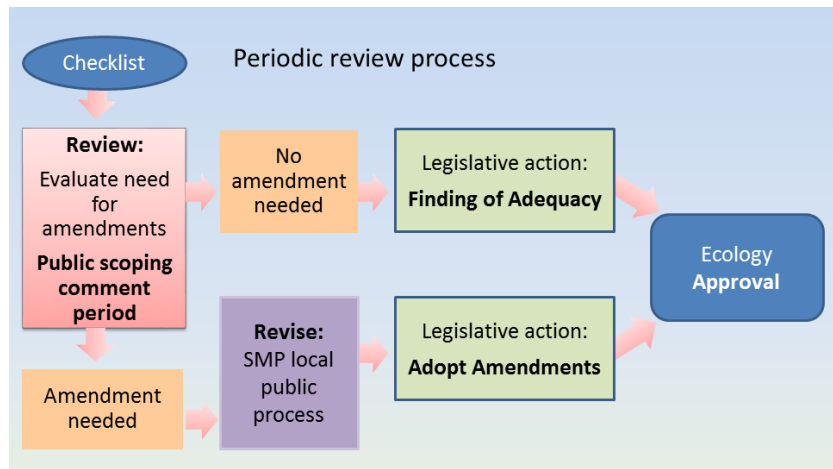 Checklist
Periodic review process
Review:
Evaluate need
for
amendments
Public scoping
comment
period
No
amendment
needed
Legislative action:
Finding of Adequacy
Ecology
Approval
Amendment
needed
Revise:
SMP local
public
process
Legislative action:
Adopt Amendments